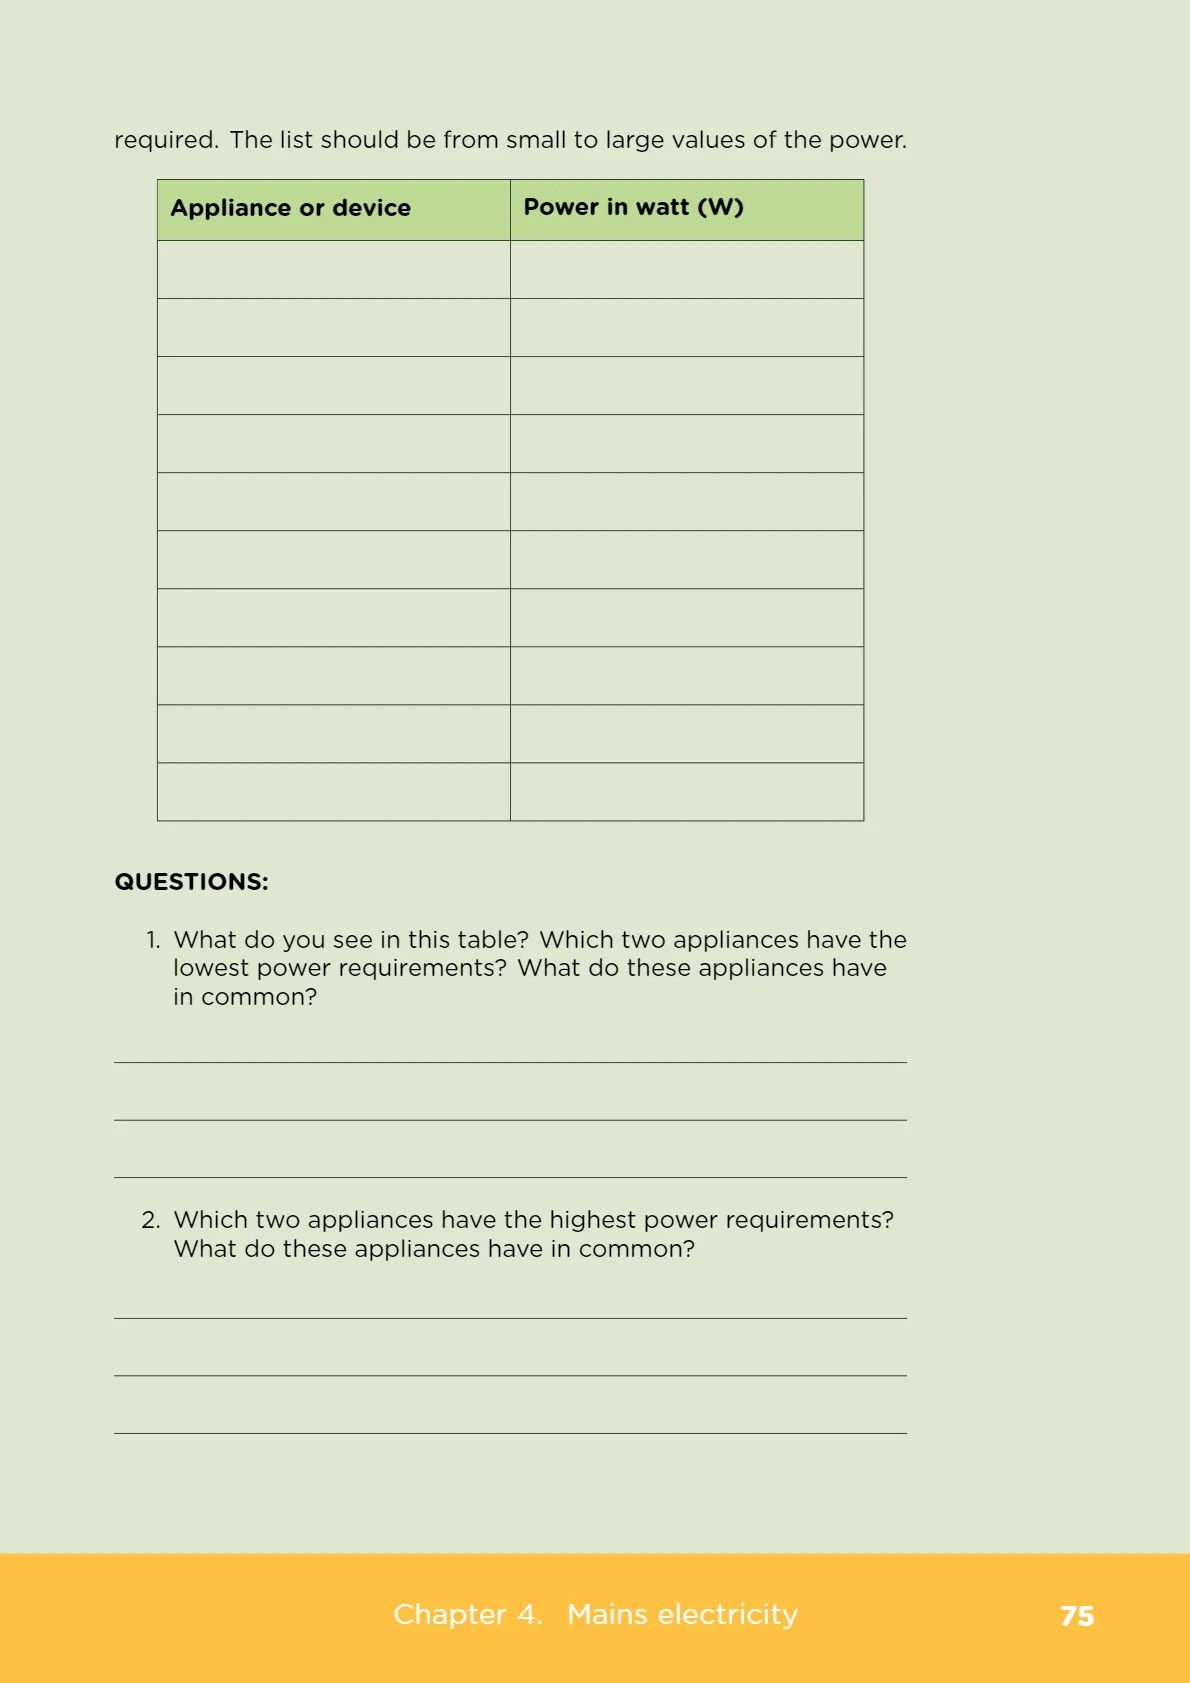 required. The list should be from small to large values of the power.
Appliance or device Power in watt (W)
QUESTIONS:
1. What do you see in this table? Which two appliances have the
lowest power requirements? What do these appliances have
in common?
2. Which two appliances have the highest power requirements?
What do these appliances have in common?
Chapter 4. Mains electricity 75